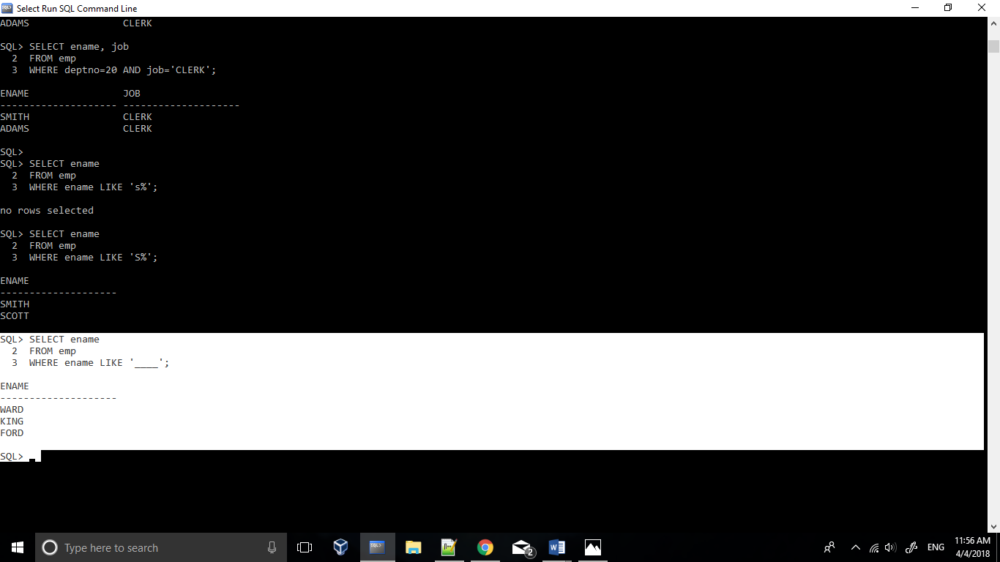 Select Run SQL Command Line
ADAMS                CLERK
SQL> SELECT ename, job
  2  FROM emp
  3  WHERE deptno=20 AND job='CLERK';
ENAME                JOB
-------------------- --------------------
SMITH                CLERK
ADAMS                CLERK
SQL>
SQL> SELECT ename
  2  FROM emp
  3  WHERE ename LIKE 's%';
no rows selected
SQL> SELECT ename
  2  FROM emp
  3  WHERE ename LIKE 'S%';
ENAME
--------------------
SMITH
SCOTT
SQL> SELECT ename
  2  FROM emp
  3  WHERE ename LIKE '____';
ENAME
--------------------
WARD
KING
FORD
SQL> _
Type here to search
SQL>
2
ENG
11:56 AM
4/4/2018